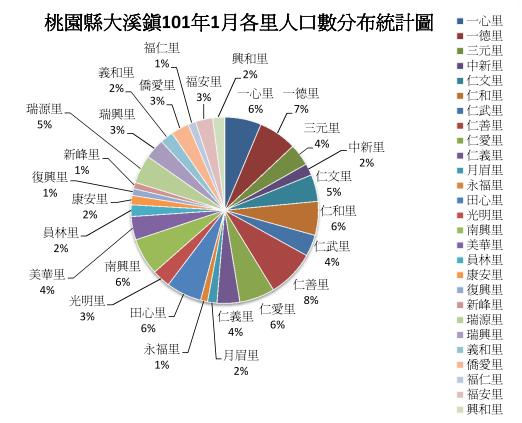 桃園縣大溪鎮101年1月各里人口數分布統計圖
一心里
6%
一德里
7%
三元里
4%
中新里
2%
仁文里
5%
仁和里
6%
仁武里
4%
仁善里
8%
仁愛里
6%
仁義里
4%
月眉里
2%
永福里
1%
田心里
6%
光明里
3%
南興里
6%
美華里
4%
員林里
2%
康安里
2%
復興里
1%
新峰里
1%
瑞源里
5%
瑞興里
3%
義和里
2%
僑愛里
3%
福仁里
1%
福安里
3%
興和里
2%
一心里
一德里
三元里
中新里
仁文里
仁和里
仁武里
仁善里
仁愛里
仁義里
月眉里
永福里
田心里
光明里
南興里
美華里
員林里
康安里
復興里
新峰里
瑞源里
瑞興里
義和里
僑愛里
福仁里
福安里
興和里